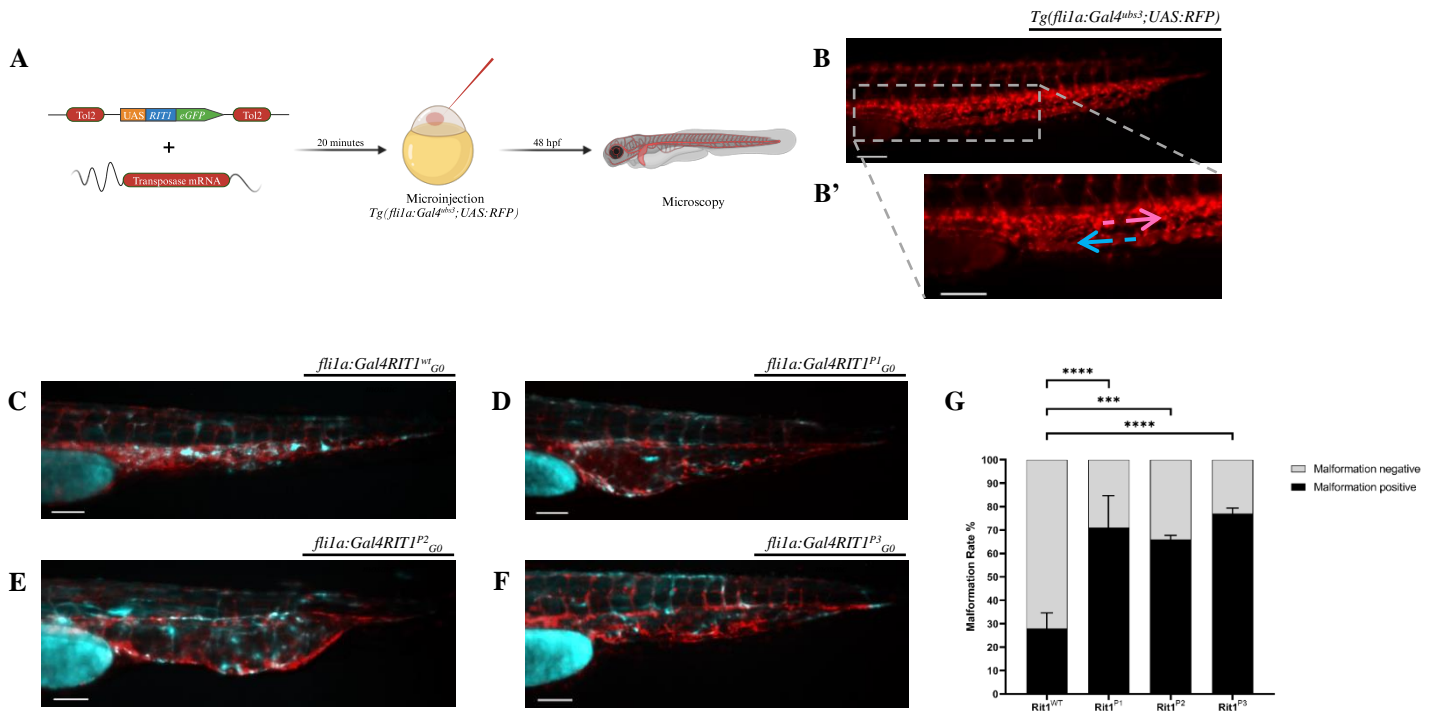 A
Tol2 UAS RIT1 eGFP Tol2
+
Transposase mRNA
20 minutes
Microinjection
Tg(fli1a:Gal4ubs3;UAS:RFP)
48 hpf
Microscopy
Tg(fli1a:Gal4ubs3;UAS:RFP)
B
B’
fli1a:Gal4RIT1wtG0
C
fli1a:Gal4RIT1P1G0
D
fli1a:Gal4RIT1P2G0
E
fli1a:Gal4RIT1P3G0
F
G
****
***
****
Malformation Rate %
100
90
80
70
60
50
40
30
20
10
0
Rit1WT Rit1P1 Rit1P2 Rit1P3
Malformation negative
Malformation positive